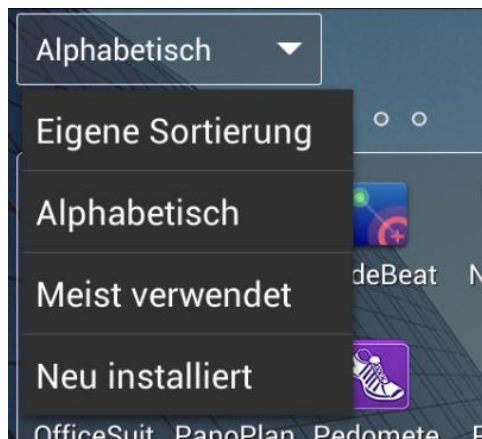 Alphabetisch
Eigene Sortierung
Alphabetisch
deBeat N
Meist verwendet
Neu installiert
OfficeSuit PanoPlan Pedomete